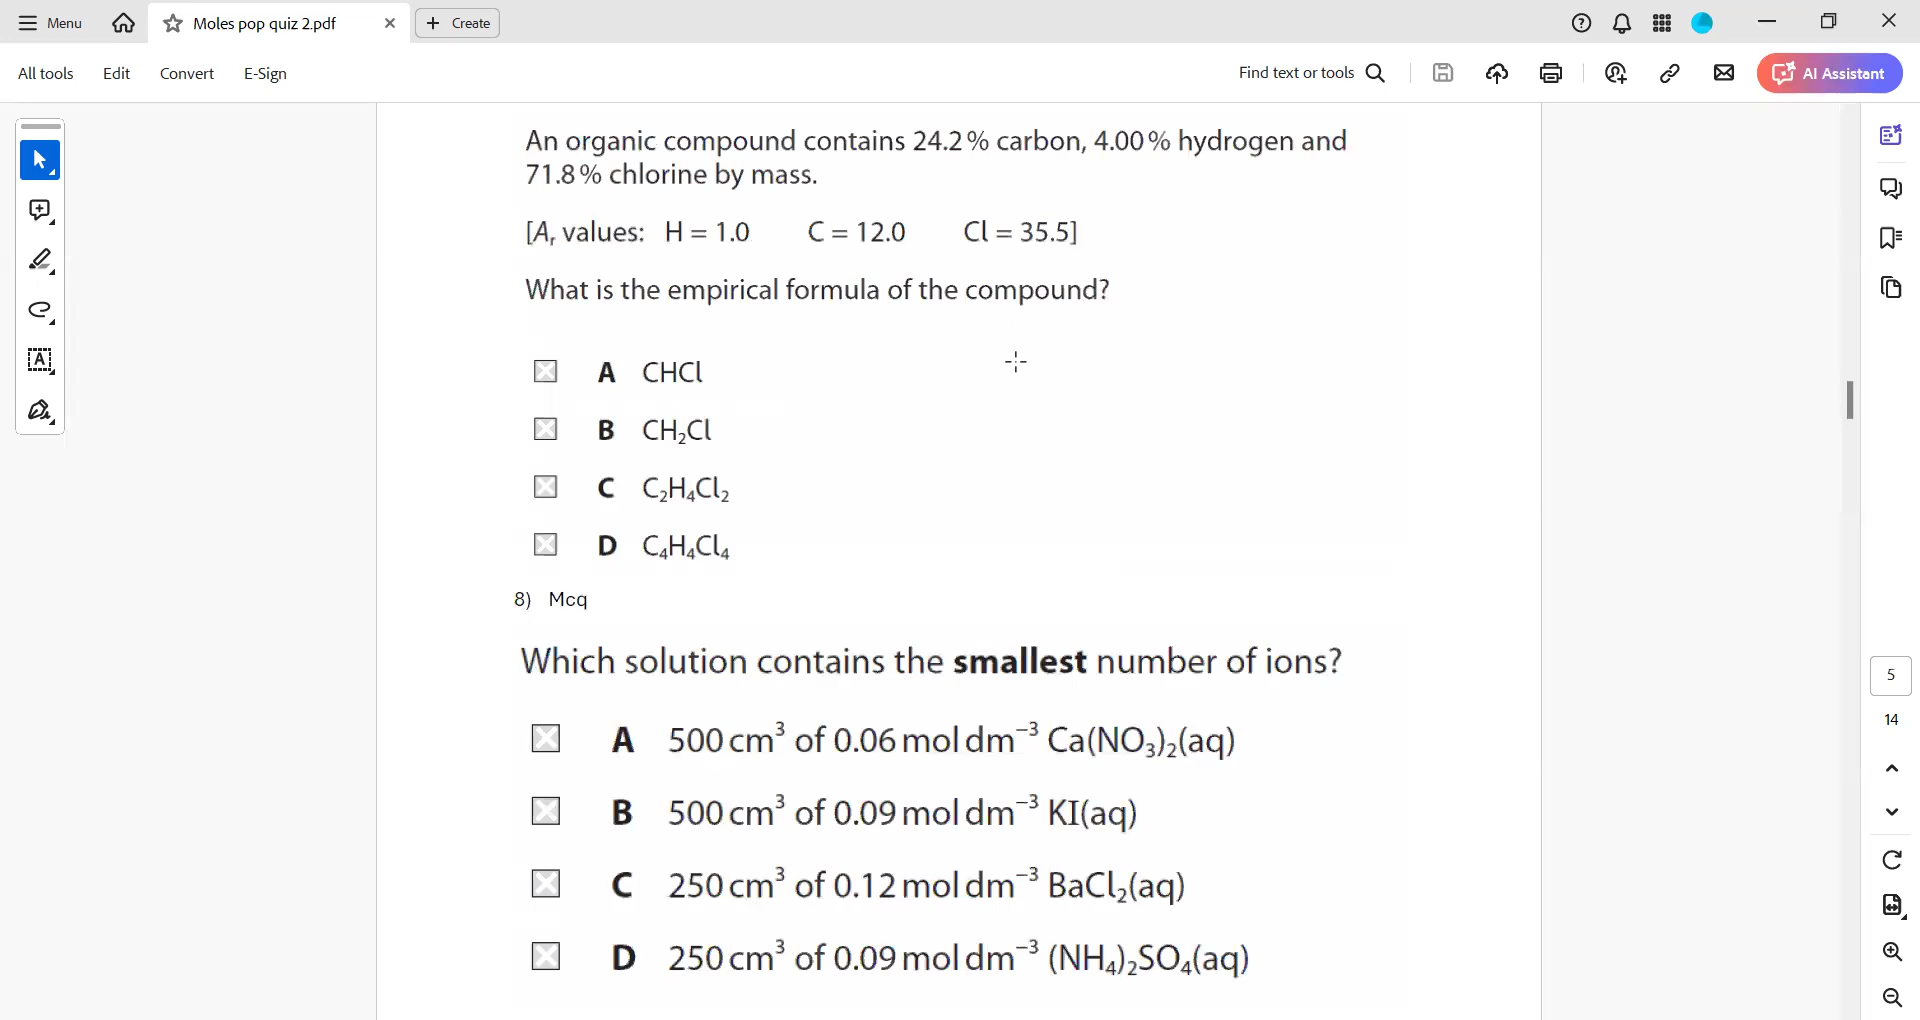 Menu
Moles pop quiz 2.pdf
Create
All tools
Edit
Convert
E-Sign
Find text or tools
AI Assistant
An organic compound contains 24.2% carbon, 4.00% hydrogen and
71.8% chlorine by mass.
[Aᵣ values: H = 1.0 C = 12.0 Cl = 35.5]
What is the empirical formula of the compound?
A CHCl
B CH₂Cl
C C₂H₄Cl₂
D C₄H₄Cl₄
8) Mcq
Which solution contains the smallest number of ions?
A 500 cm³ of 0.06 mol dm⁻³ Ca(NO₃)₂(aq)
B 500 cm³ of 0.09 mol dm⁻³ KI(aq)
C 250 cm³ of 0.12 mol dm⁻³ BaCl₂(aq)
D 250 cm³ of 0.09 mol dm⁻³ (NH₄)₂SO₄(aq)
5
14